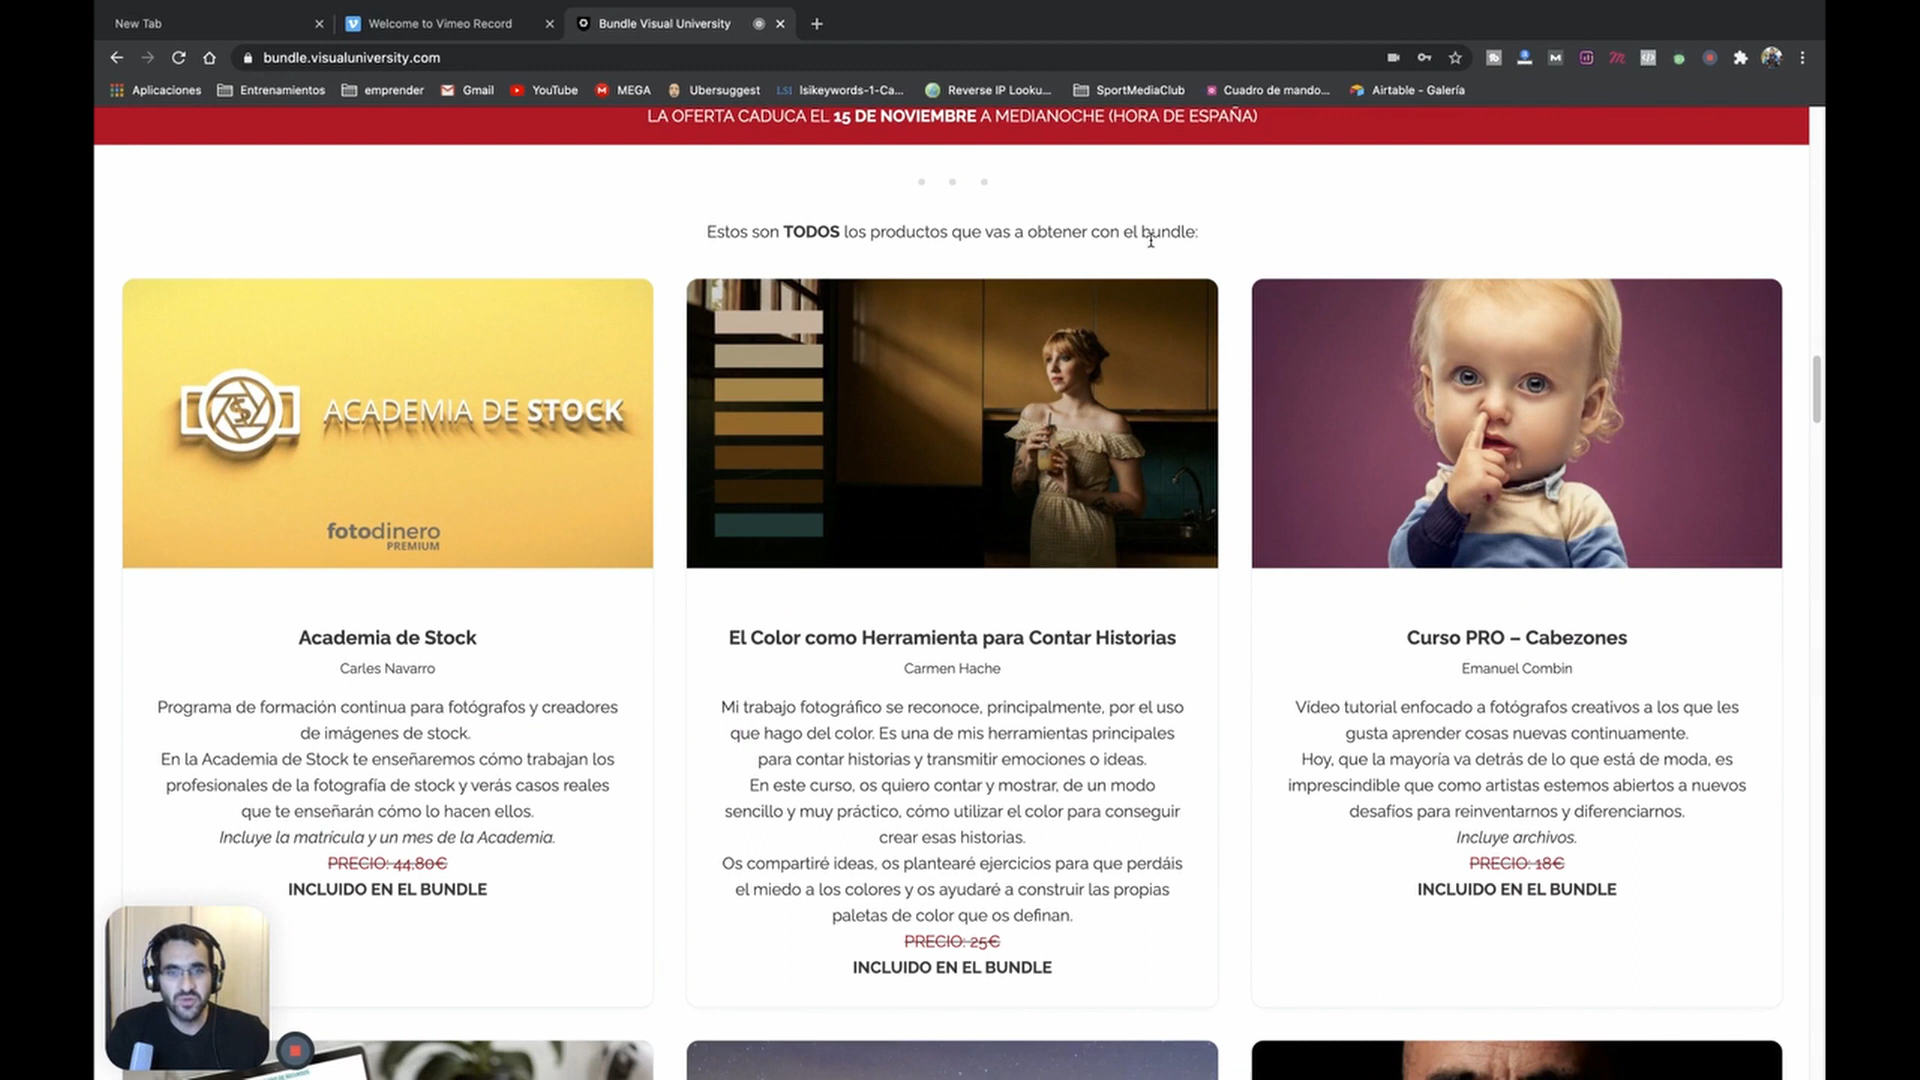 New Tab
Welcome to Vimeo Record
Bundle Visual University
bundle.visualuniversity.com
Aplicaciones
Entrenamientos
emprender
Gmail
YouTube
MEGA
Ubersuggest
LSI
lsikeywords-1-Ca...
Reverse IP Looku...
SportMediaClub
Cuadro de mando...
Airtable - Galería
LA OFERTA CADUCA EL 15 DE NOVIEMBRE A MEDIANOCHE (HORA DE ESPAÑA)
Estos son TODOS los productos que vas a obtener con el bundle:
ACADEMIA DE STOCK
fotodinero
PREMIUM
Academia de Stock
Carles Navarro
Programa de formación continua para fotógrafos y creadores
de imágenes de stock.
En la Academia de Stock te enseñaremos cómo trabajan los
profesionales de la fotografía de stock y verás casos reales
que te enseñarán cómo lo hacen ellos.
Incluye la matrícula y un mes de la Academia.
PRECIO: 44,80€
INCLUIDO EN EL BUNDLE
El Color como Herramienta para Contar Historias
Carmen Hache
Mi trabajo fotográfico se reconoce, principalmente, por el uso
que hago del color. Es una de mis herramientas principales
para contar historias y transmitir emociones o ideas.
En este curso, os quiero contar y mostrar, de un modo
sencillo y muy práctico, cómo utilizar el color para conseguir
crear esas historias.
Os compartiré ideas, os plantearé ejercicios para que perdáis
el miedo a los colores y os ayudaré a construir las propias
paletas de color que os definan.
PRECIO: 25€
INCLUIDO EN EL BUNDLE
Curso PRO – Cabezones
Emanuel Combin
Vídeo tutorial enfocado a fotógrafos creativos a los que les
gusta aprender cosas nuevas continuamente.
Hoy, que la mayoría va detrás de lo que está de moda, es
imprescindible que como artistas estemos abiertos a nuevos
desafíos para reinventarnos y diferenciarnos.
Incluye archivos.
PRECIO: 18€
INCLUIDO EN EL BUNDLE